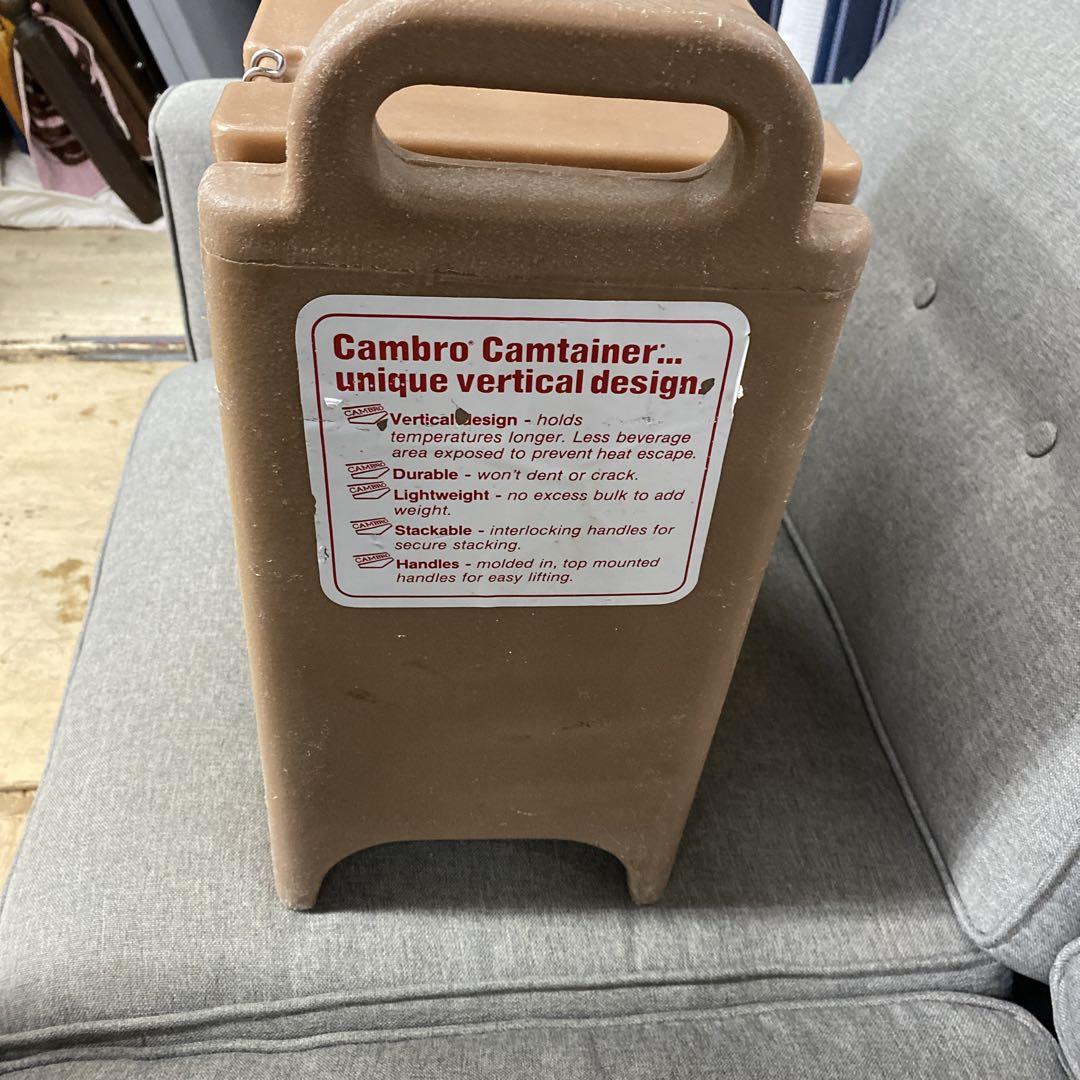 Cambro® Camtainer™...
unique vertical design.
CAMBRO Vertical design - holds
temperatures longer. Less beverage
area exposed to prevent heat escape.
CAMBRO Durable - won't dent or crack.
CAMBRO Lightweight - no excess bulk to add
weight.
CAMBRO Stackable - interlocking handles for
secure stacking.
CAMBRO Handles - molded in, top mounted
handles for easy lifting.